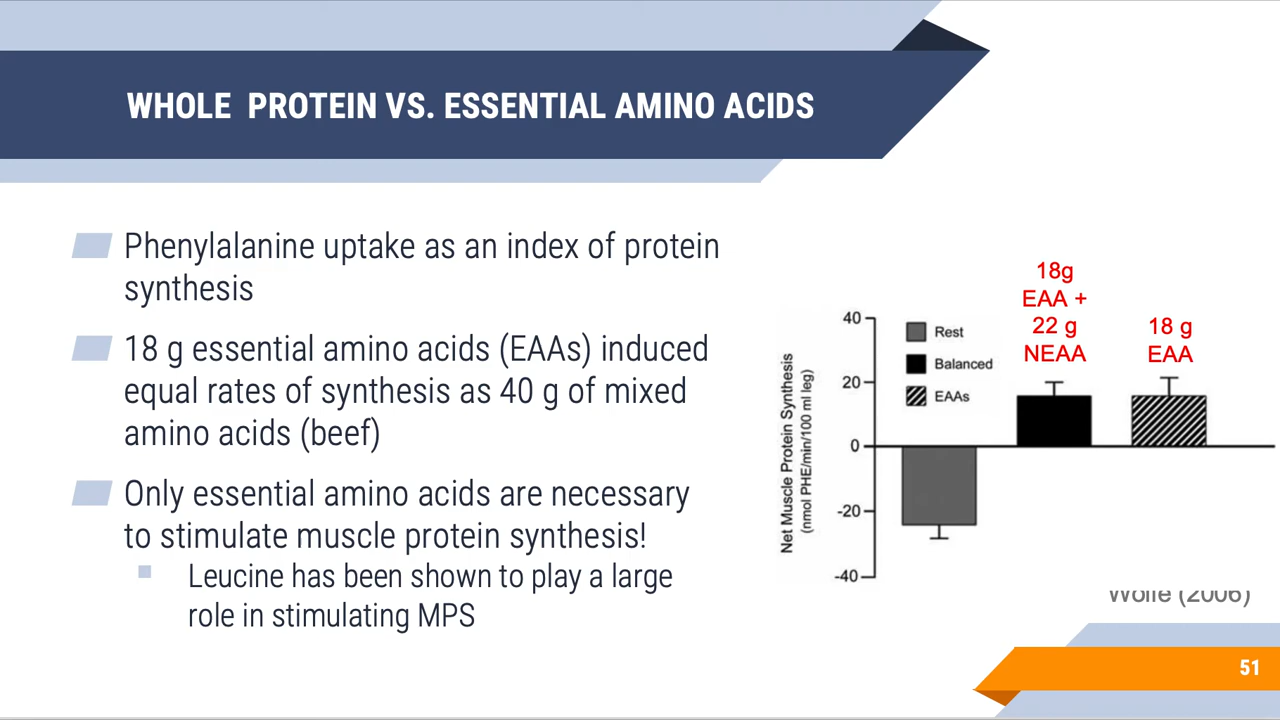 WHOLE PROTEIN VS. ESSENTIAL AMINO ACIDS
Phenylalanine uptake as an index of protein
synthesis
18 g essential amino acids (EAAs) induced
equal rates of synthesis as 40 g of mixed
amino acids (beef)
Only essential amino acids are necessary
to stimulate muscle protein synthesis!
Leucine has been shown to play a large
role in stimulating MPS
18g
EAA +
22 g
NEAA
18 g
EAA
Net Muscle Protein Synthesis
(nmol PHE/min/100 ml leg)
40
20
0
-20
-40
Rest
Balanced
EAAs
Wolfe (2006)
51